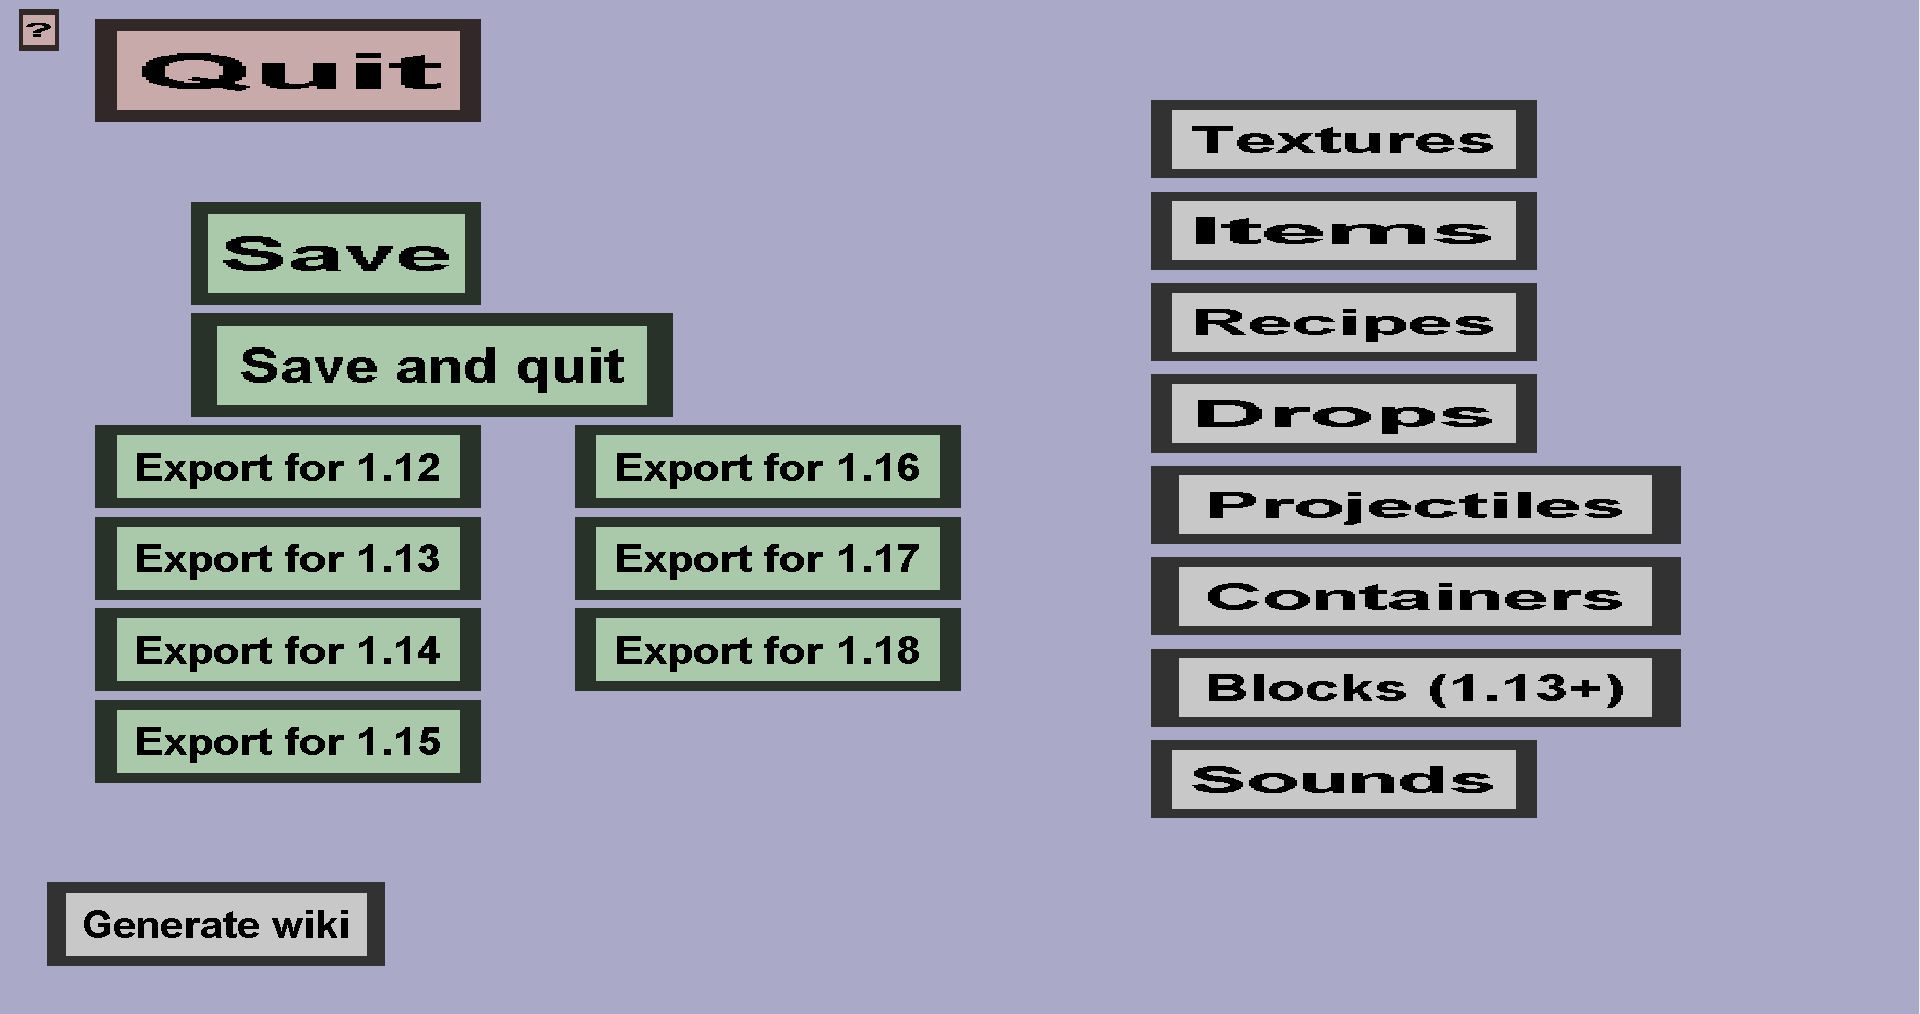 ?
Quit
Save
Save and quit
Export for 1.12
Export for 1.13
Export for 1.14
Export for 1.15
Export for 1.16
Export for 1.17
Export for 1.18
Generate wiki
Textures
Items
Recipes
Drops
Projectiles
Containers
Blocks (1.13+)
Sounds